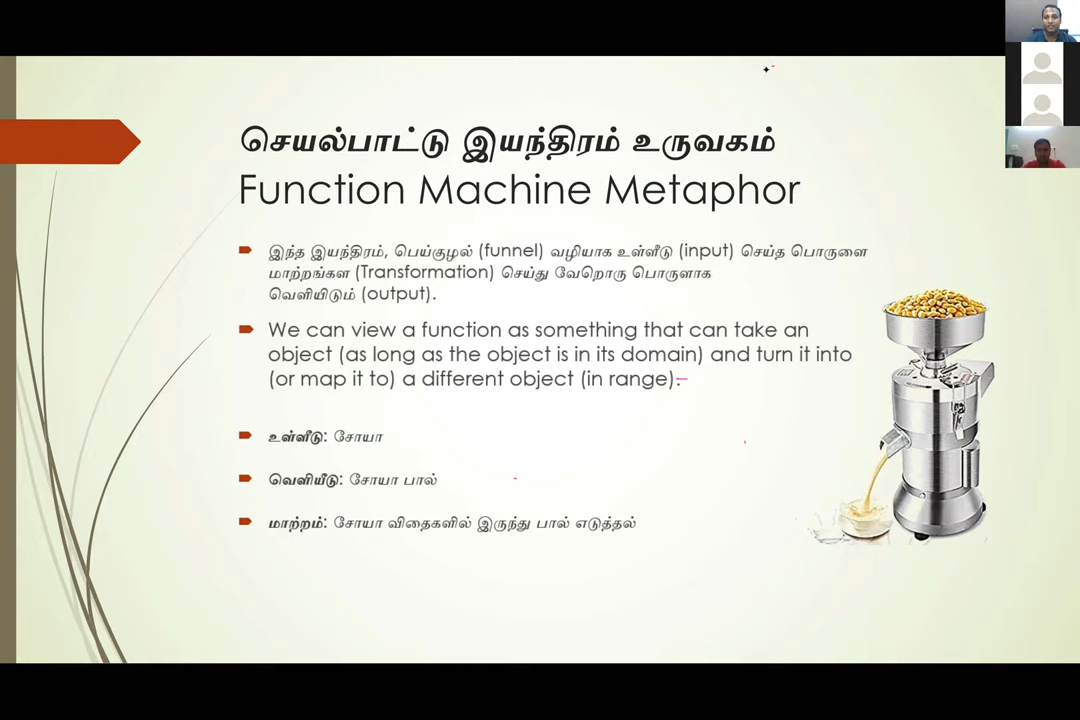 செயல்பாட்டு இயந்திரம் உருவகம்
Function Machine Metaphor
இந்த இயந்திரம், பெய்குழல் (funnel) வழியாக உள்ளீடு (input) செய்த பொருளை
மாற்றங்கள (Transformation) செய்து வேறொரு பொருளாக
வெளியிடும் (output).
We can view a function as something that can take an
object (as long as the object is in its domain) and turn it into
(or map it to) a different object (in range).
உள்ளீடு: சோயா
வெளியீடு: சோயா பால்
மாற்றம்: சோயா விதைகளில் இருந்து பால் எடுத்தல்